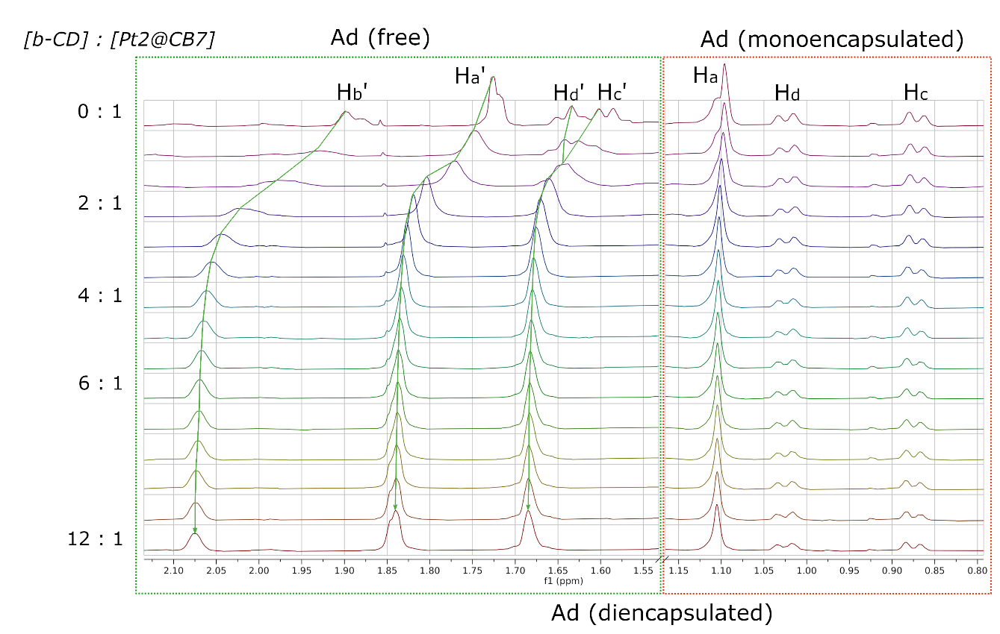 [b-CD] : [Pt2@CB7]
Ad (free)
Ad (monoencapsulated)
Hb'
Ha'
Hd'
Hc'
Ha
Hd
Hc
0 : 1
2 : 1
4 : 1
6 : 1
12 : 1
2.10 2.05 2.00 1.95 1.90 1.85 1.80 1.75 1.70 1.65 1.60 1.55 1.15 1.10 1.05 1.00 0.95 0.90 0.85 0.80
f1 (ppm)
Ad (diencapsulated)